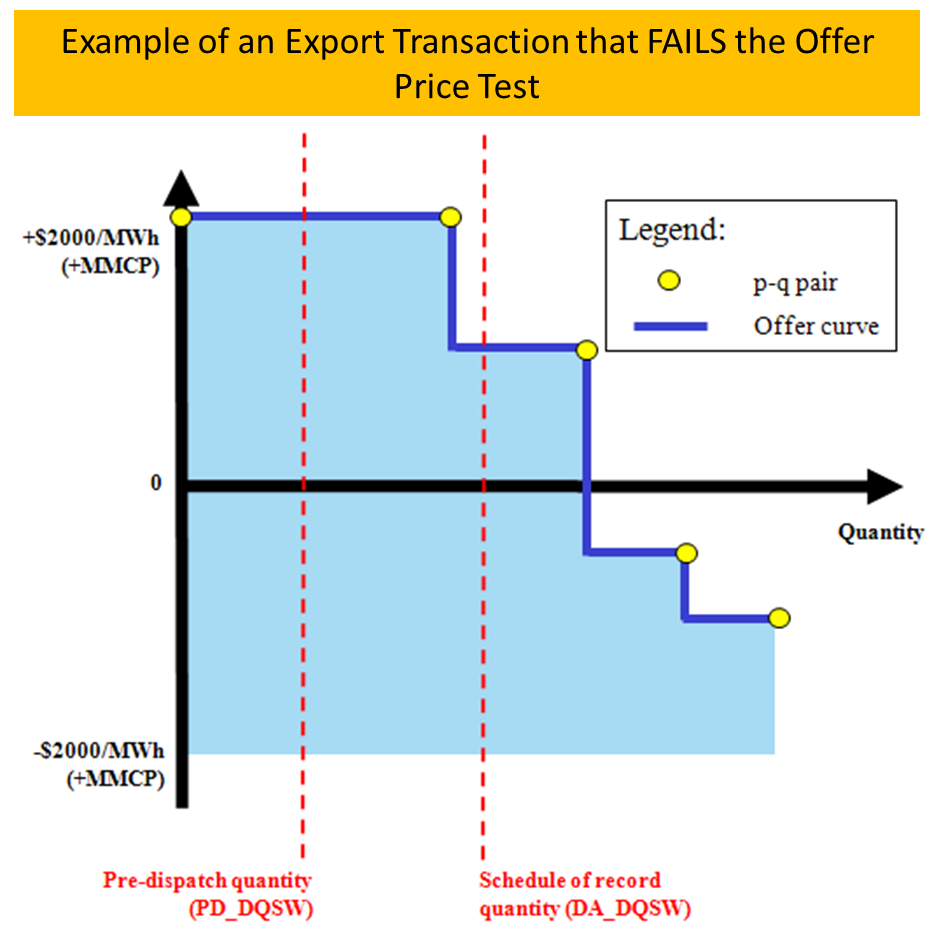 Example of an Export Transaction that FAILS the Offer
Price Test
+$2000/MWh
(+MMCP)
Legend:
p-q pair
Offer curve
0
Quantity
-$2000/MWh
(+MMCP)
Pre-dispatch quantity
(PD_DQSW)
Schedule of record
quantity (DA_DQSW)